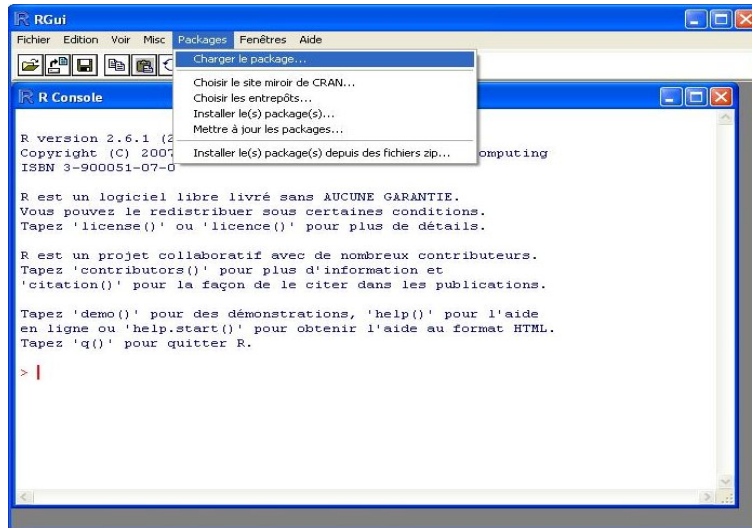 RGui
Fichier Edition Voir Misc Packages Fenêtres Aide
Charger le package...
Choisir le site miroir de CRAN...
Choisir les entrepôts...
Installer le(s) package(s)...
Mettre à jour les packages...
Installer le(s) package(s) depuis des fichiers zip...
R Console
R version 2.6.1 (2
Copyright (C) 2007 omputing
ISBN 3-900051-07-0
R est un logiciel libre livré sans AUCUNE GARANTIE.
Vous pouvez le redistribuer sous certaines conditions.
Tapez 'license()' ou 'licence()' pour plus de détails.
R est un projet collaboratif avec de nombreux contributeurs.
Tapez 'contributors()' pour plus d'information et
'citation()' pour la façon de le citer dans les publications.
Tapez 'demo()' pour des démonstrations, 'help()' pour l'aide
en ligne ou 'help.start()' pour obtenir l'aide au format HTML.
Tapez 'q()' pour quitter R.
>